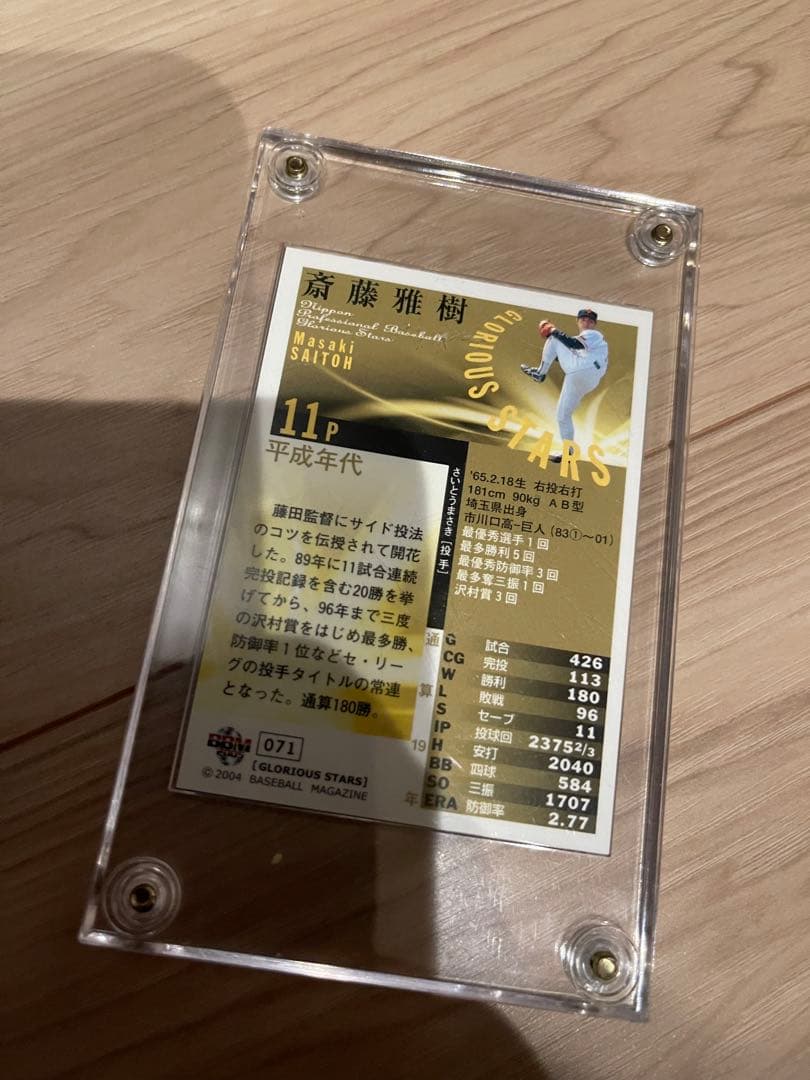 斎藤雅樹
Nippon
Professional Baseball
Glorious Stars
Masaki
SAITOH
GLORIOUS STARS
11P
平成年代
さいとうまさき［投手］
'65.2.18生 右投右打
181cm 90kg AB型
埼玉県出身
市川口高−巨人（83①〜01）
最優秀選手1回
最多勝利5回
最優秀防御率3回
最多奪三振1回
沢村賞3回
藤田監督にサイド投法
のコツを伝授されて開花
した。89年に11試合連続
完投記録を含む20勝を挙
げてから、96年まで三度
の沢村賞をはじめ最多勝、
防御率1位などセ・リー
グの投手タイトルの常連
となった。通算180勝。
通算19年
G 試合 426
CG 完投 113
W 勝利 180
L 敗戦 96
S セーブ 11
IP 投球回 2375 2/3
H 安打 2040
BB 四球 584
SO 三振 1707
ERA 防御率 2.77
BBM
071
［GLORIOUS STARS］
© 2004 BASEBALL MAGAZINE